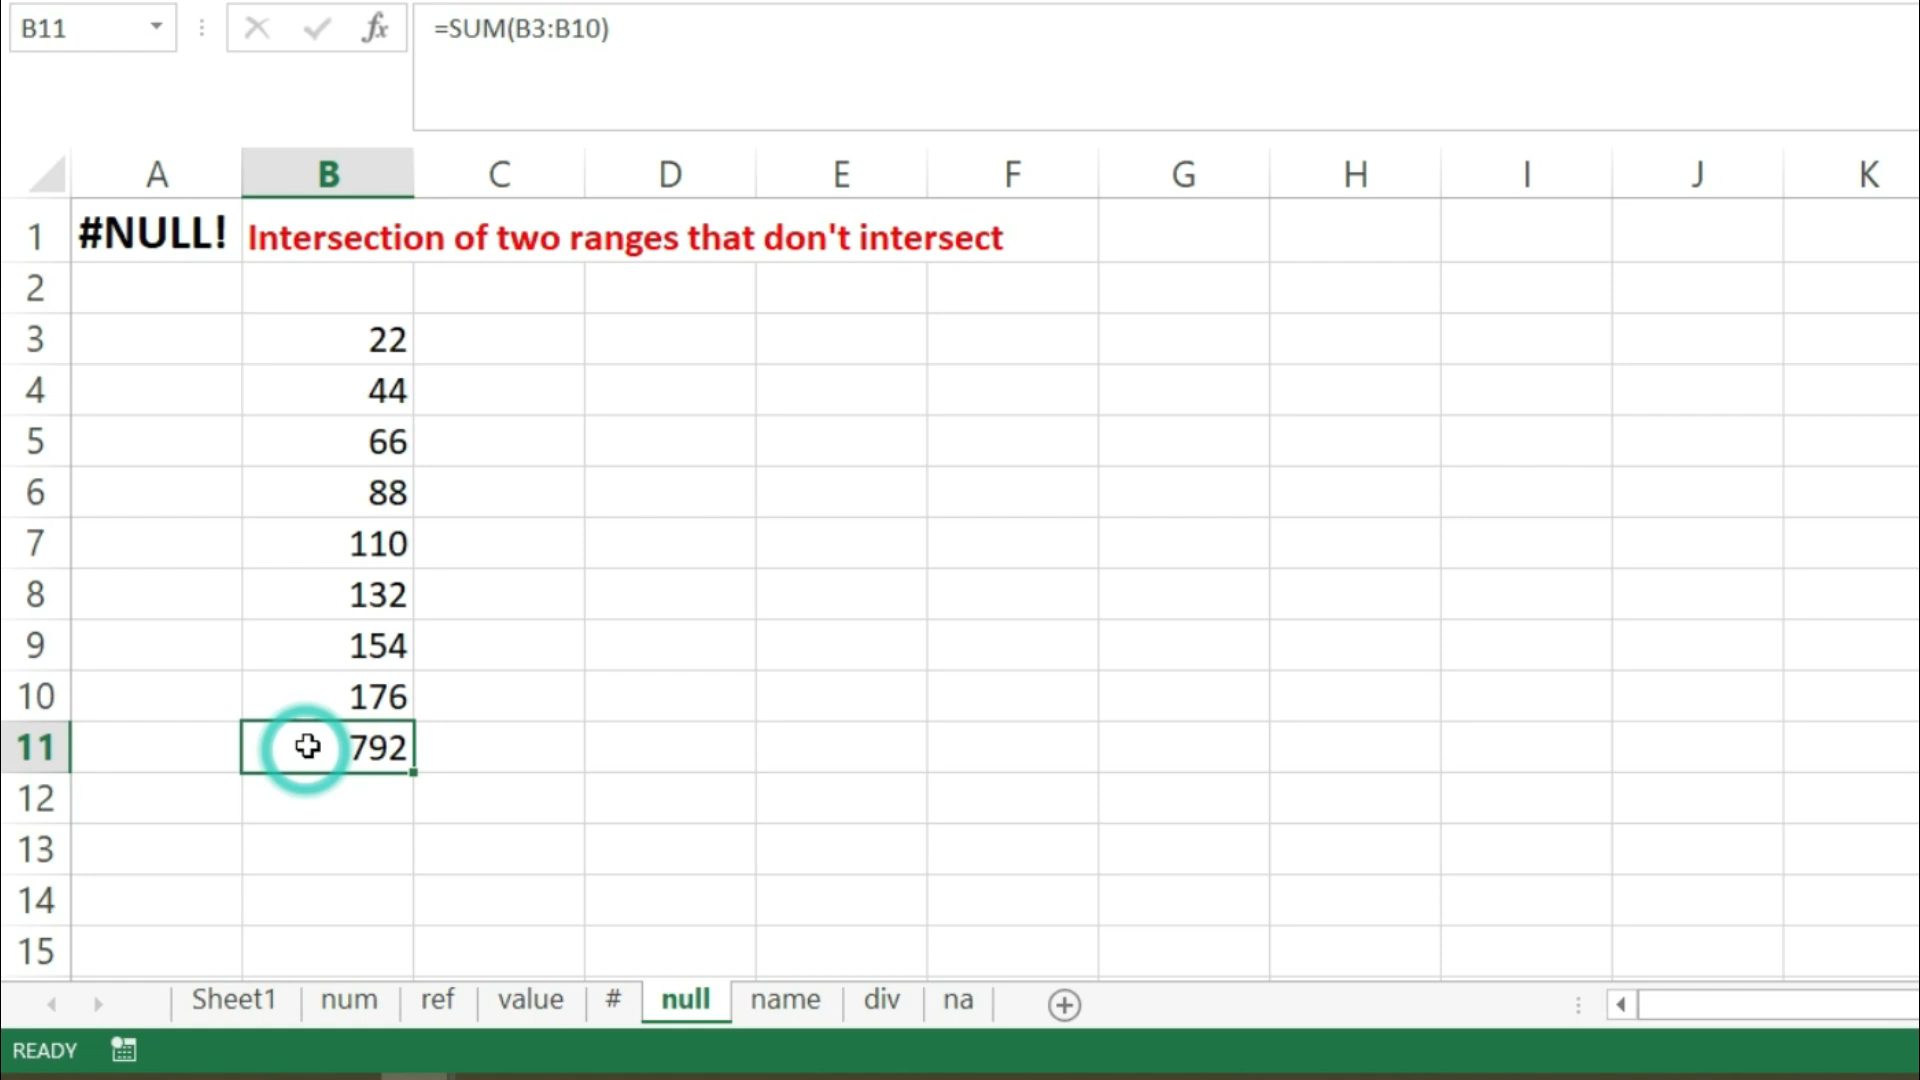 B11 fx =SUM(B3:B10)
A B C D E F G H I J K
1 #NULL! Intersection of two ranges that don't intersect
2
3 22
4 44
5 66
6 88
7 110
8 132
9 154
10 176
11 792
12
13
14
15
Sheet1 num ref value # null name div na
READY